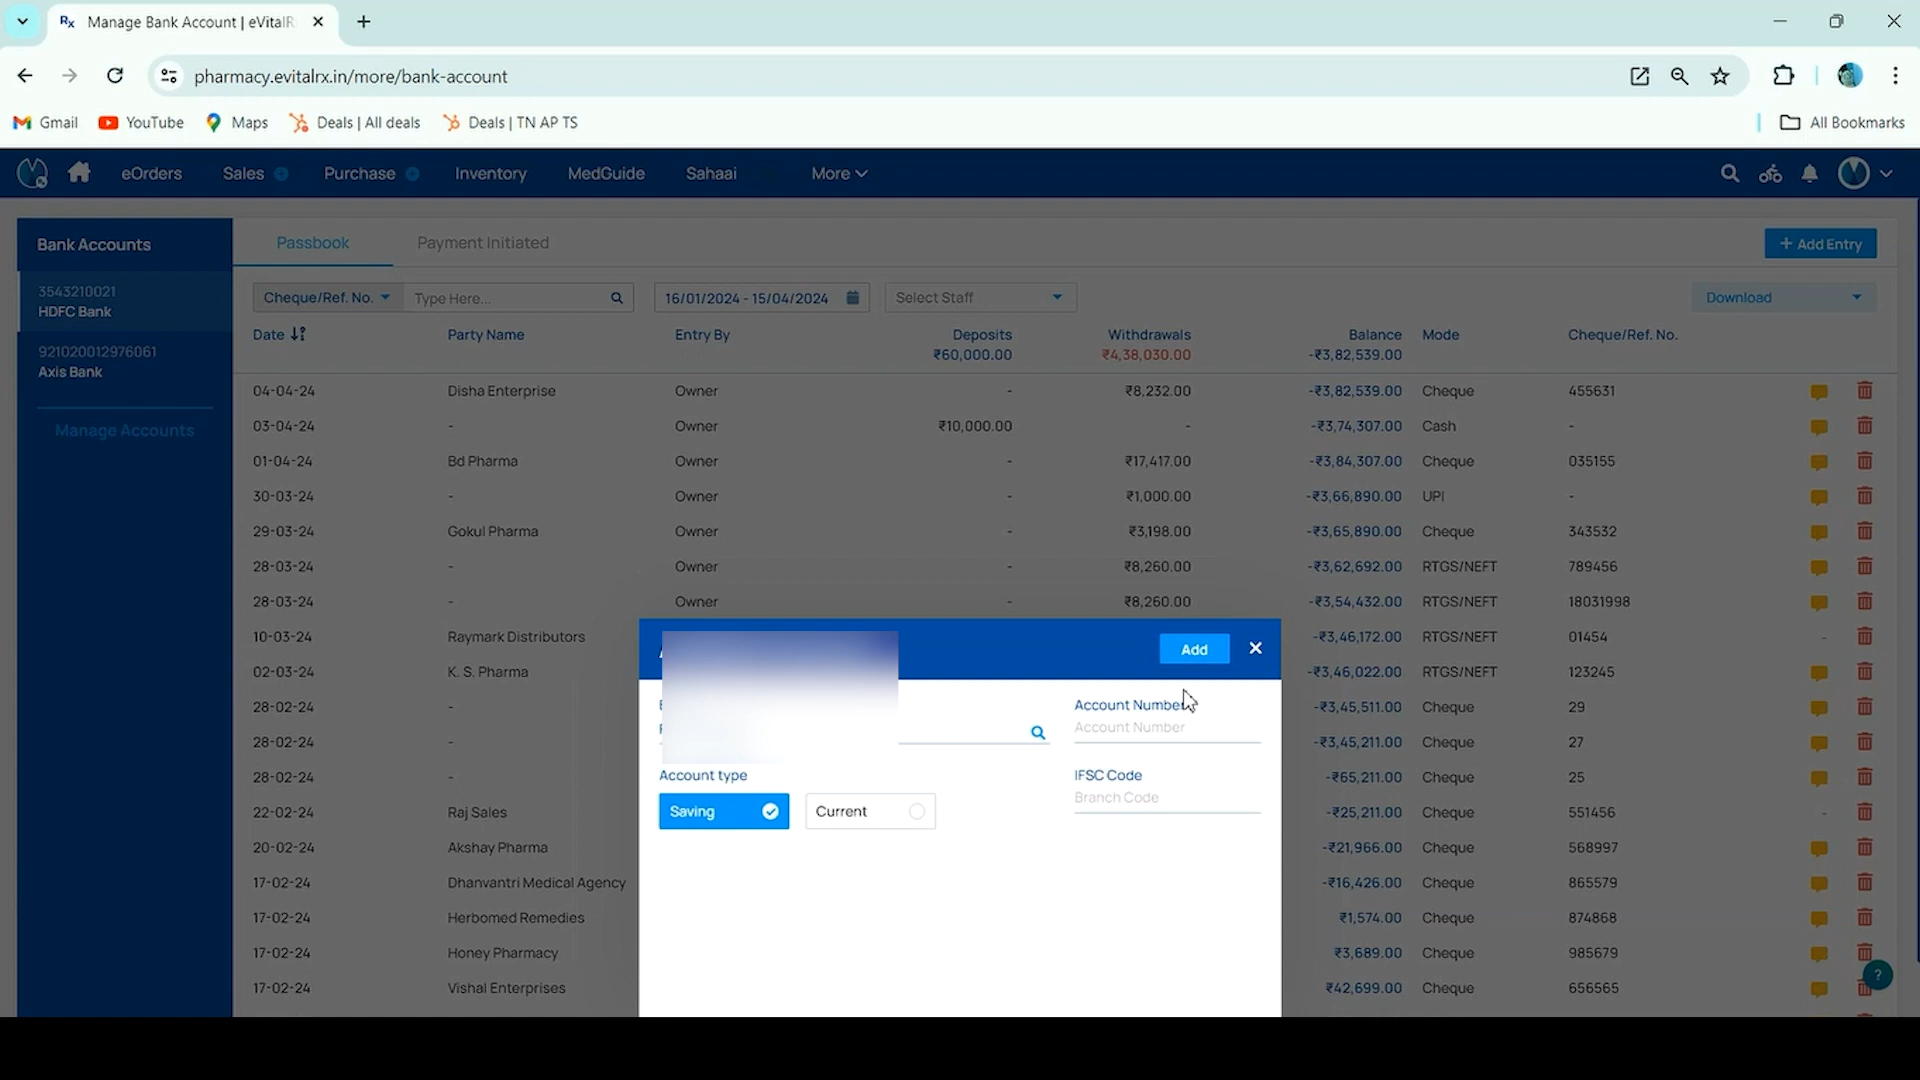 Manage Bank Account | eVitalR
pharmacy.evitalrx.in/more/bank-account
Gmail YouTube Maps Deals | All deals Deals | TN AP TS All Bookmarks
eOrders Sales Purchase Inventory MedGuide Sahaai More
Bank Accounts
3543210021
HDFC Bank
921020012976061
Axis Bank
Manage Accounts
Passbook Payment Initiated + Add Entry
Cheque/Ref. No. Type Here... 16/01/2024 - 15/04/2024 Select Staff Download
Date Party Name Entry By Deposits Withdrawals Balance Mode Cheque/Ref. No.
₹60,000.00 ₹4,38,030.00 -₹3,82,539.00
04-04-24 Disha Enterprise Owner - ₹8,232.00 -₹3,82,539.00 Cheque 455631
03-04-24 - Owner ₹10,000.00 - -₹3,74,307.00 Cash -
01-04-24 Bd Pharma Owner - ₹17,417.00 -₹3,84,307.00 Cheque 035155
30-03-24 - Owner - ₹1,000.00 -₹3,66,890.00 UPI -
29-03-24 Gokul Pharma Owner - ₹3,198.00 -₹3,65,890.00 Cheque 343532
28-03-24 - Owner - ₹8,260.00 -₹3,62,692.00 RTGS/NEFT 789456
28-03-24 - Owner - ₹8,260.00 -₹3,54,432.00 RTGS/NEFT 18031998
10-03-24 Raymark Distributors -₹3,46,172.00 RTGS/NEFT 01454 -
02-03-24 K. S. Pharma -₹3,46,022.00 RTGS/NEFT 123245
28-02-24 - -₹3,45,511.00 Cheque 29
28-02-24 - -₹3,45,211.00 Cheque 27
28-02-24 - -₹65,211.00 Cheque 25
22-02-24 Raj Sales -₹25,211.00 Cheque 551456 -
20-02-24 Akshay Pharma -₹21,966.00 Cheque 568997
17-02-24 Dhanvantri Medical Agency -₹16,426.00 Cheque 865579
17-02-24 Herbomed Remedies ₹1,574.00 Cheque 874868
17-02-24 Honey Pharmacy ₹3,689.00 Cheque 985679
17-02-24 Vishal Enterprises ₹42,699.00 Cheque 656565
Add
Account Number
Account Number
Account type
Saving Current
IFSC Code
Branch Code
?